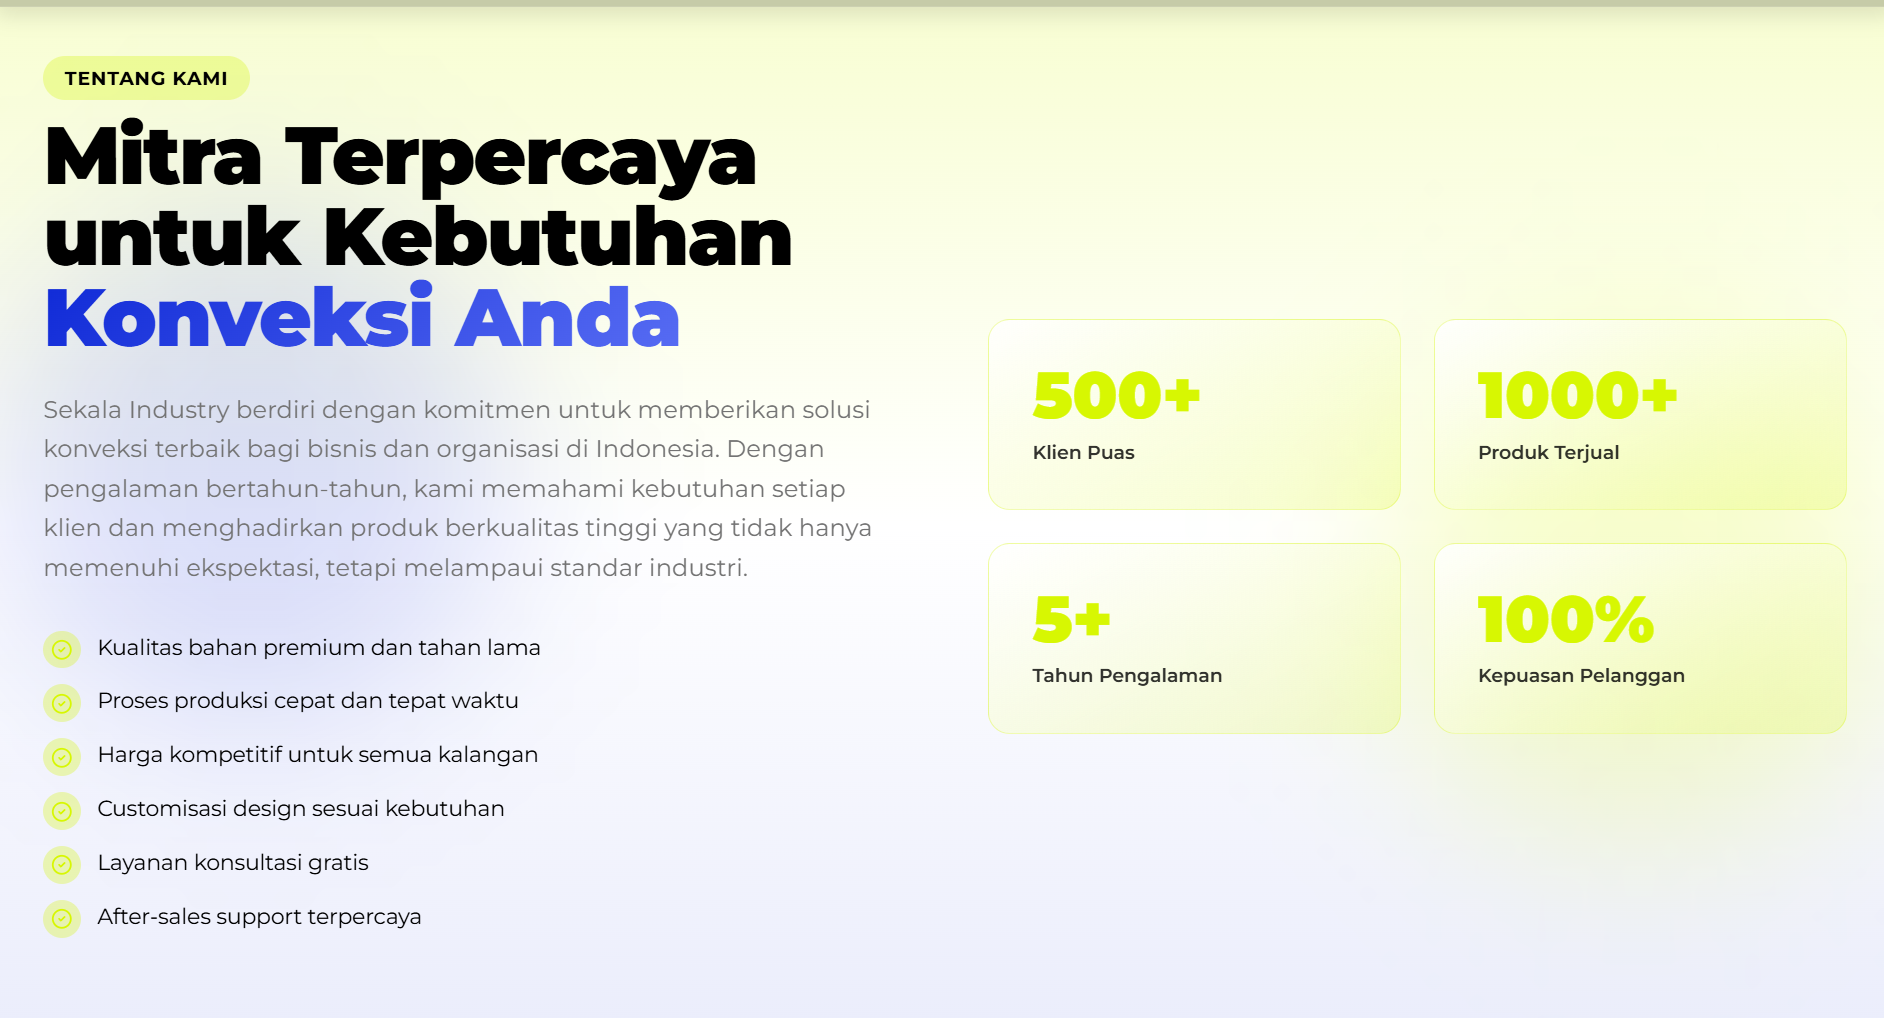 TENTANG KAMI
Mitra Terpercaya
untuk Kebutuhan
Konveksi Anda
Sekala Industry berdiri dengan komitmen untuk memberikan solusi
konveksi terbaik bagi bisnis dan organisasi di Indonesia. Dengan
pengalaman bertahun-tahun, kami memahami kebutuhan setiap
klien dan menghadirkan produk berkualitas tinggi yang tidak hanya
memenuhi ekspektasi, tetapi melampaui standar industri.
Kualitas bahan premium dan tahan lama
Proses produksi cepat dan tepat waktu
Harga kompetitif untuk semua kalangan
Customisasi design sesuai kebutuhan
Layanan konsultasi gratis
After-sales support terpercaya
500+
Klien Puas
1000+
Produk Terjual
5+
Tahun Pengalaman
100%
Kepuasan Pelanggan